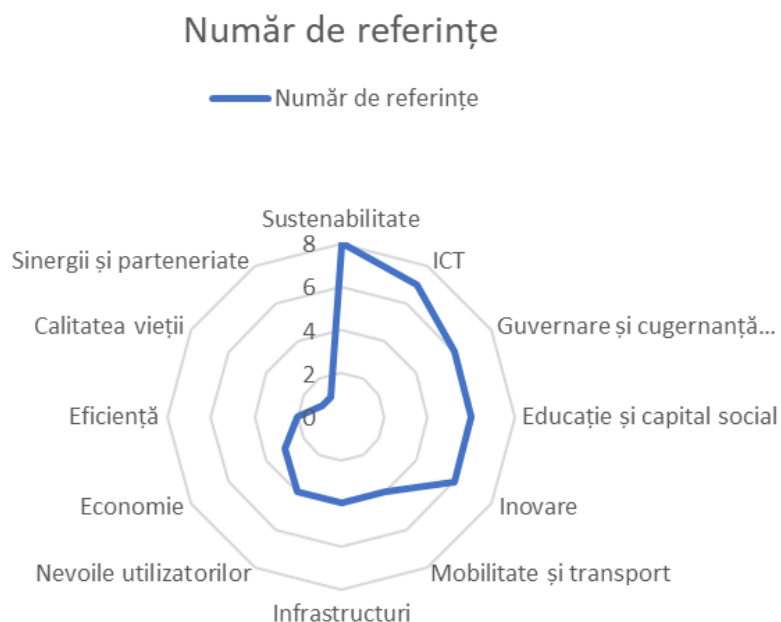 Număr de referințe
Număr de referințe
Sustenabilitate
ICT
Guvernare și cugernanță...
Educație și capital social
Inovare
Mobilitate și transport
Infrastructuri
Nevoile utilizatorilor
Economie
Eficiență
Calitatea vieții
Sinergii și parteneriate
8
6
4
2
0